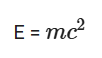 E = mc²